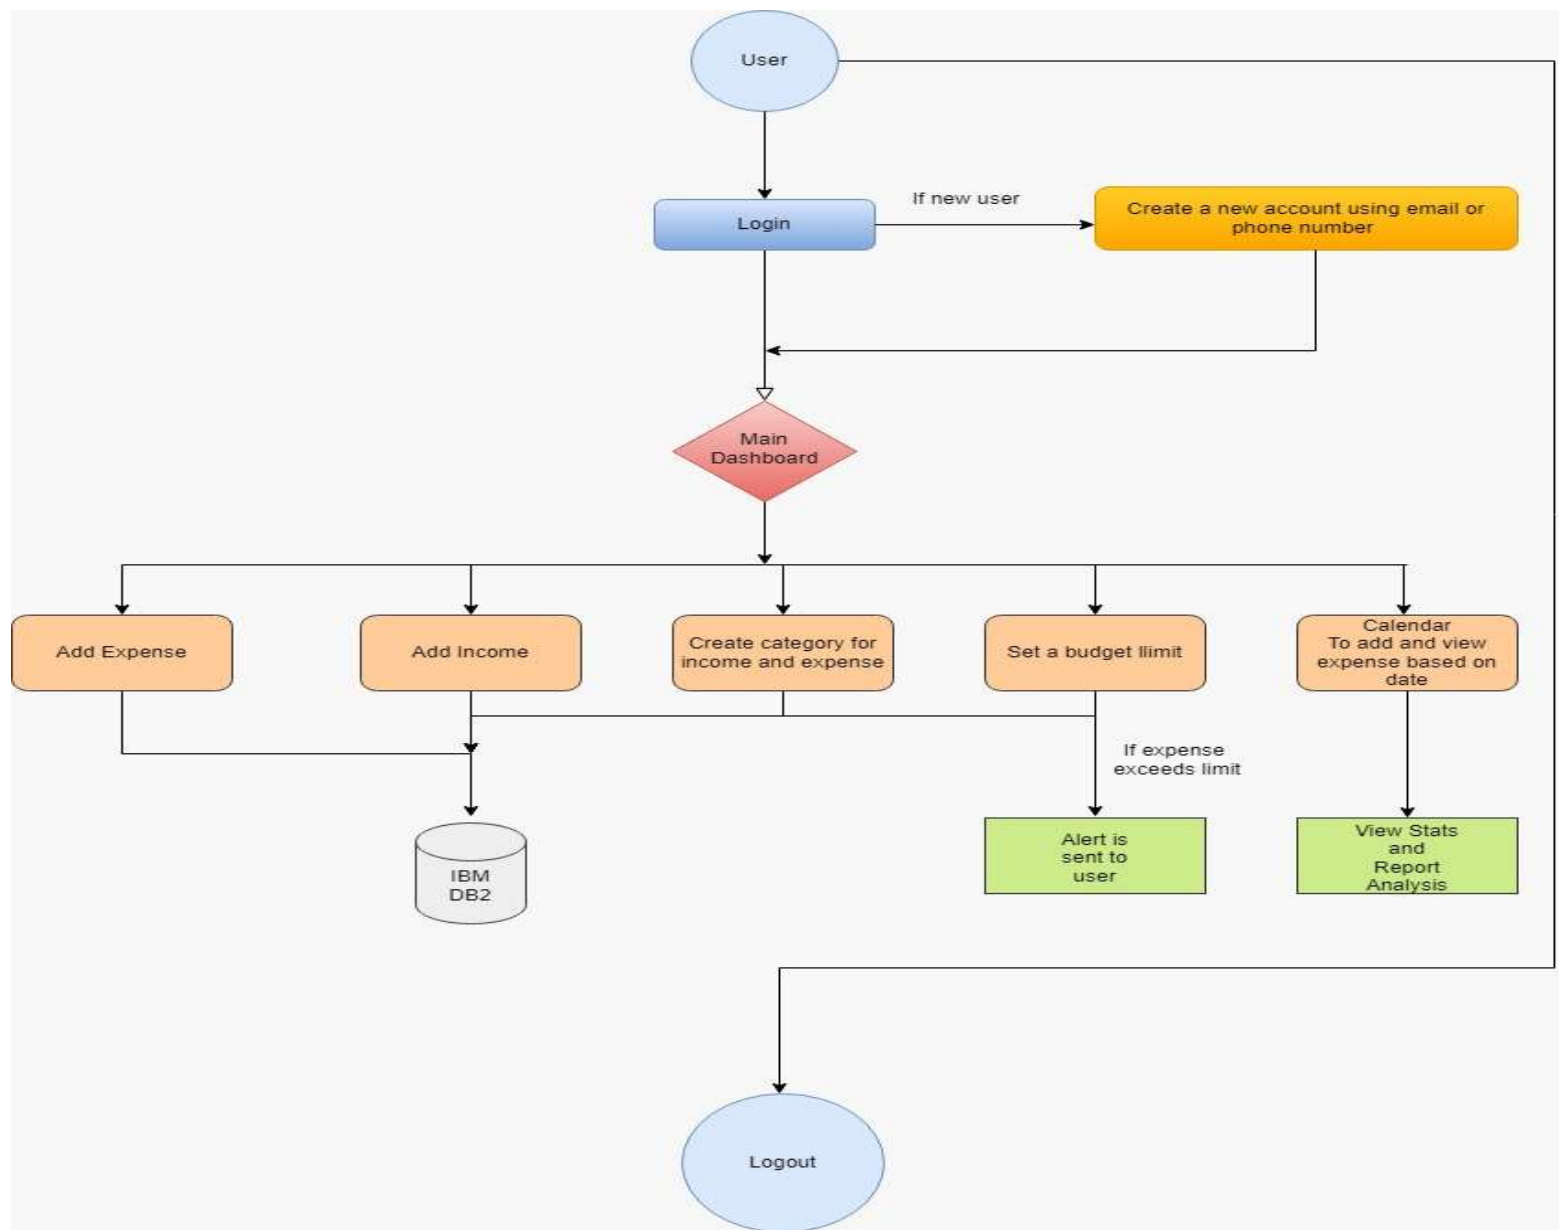 User
If new user
Login
Create a new account using email or
phone number
Main
Dashboard
Add Expense
Add Income
Create category for
income and expense
Set a budget llimit
Calendar
To add and view
expense based on
date
If expense
exceeds limit
IBM
DB2
Alert is
sent to
user
View Stats
and
Report
Analysis
Logout